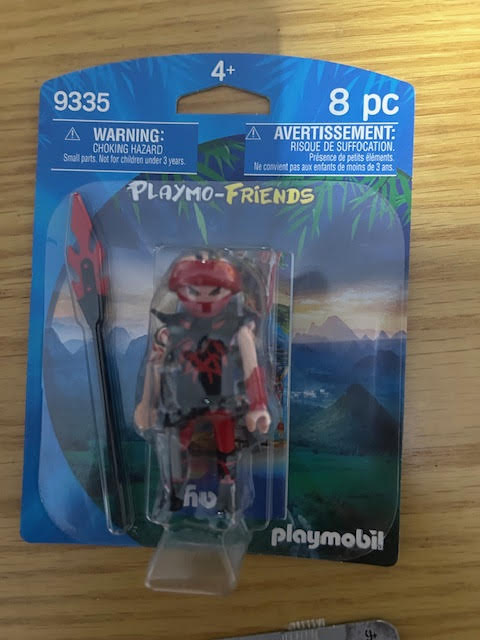 4+
9335
8 pc
WARNING:
CHOKING HAZARD
Small parts. Not for children under 3 years.
AVERTISSEMENT:
RISQUE DE SUFFOCATION.
Présence de petits éléments.
Ne convient pas aux enfants de moins de 3 ans.
PLAYMO-FRIENDS
playmobil